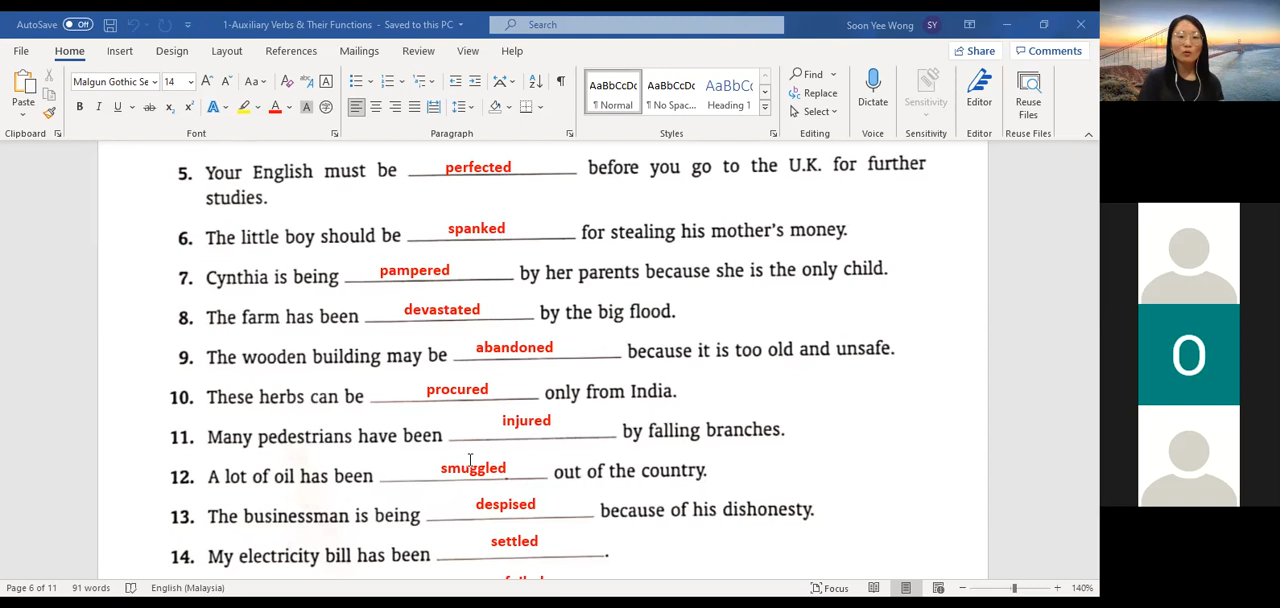 AutoSave Off 1-Auxiliary Verbs & Their Functions - Saved to this PC Search Soon Yee Wong SY
File Home Insert Design Layout References Mailings Review View Help Share Comments
Paste Malgun Gothic Se 14 AaBbCcDc AaBbCcDc AaBbCcD Find Replace Select Dictate Sensitivity Editor Reuse Files
¶ Normal ¶ No Spac... Heading 1
Clipboard Font Paragraph Styles Editing Voice Sensitivity Editor Reuse Files
5. Your English must be perfected before you go to the U.K. for further
studies.
6. The little boy should be spanked for stealing his mother's money.
7. Cynthia is being pampered by her parents because she is the only child.
8. The farm has been devastated by the big flood.
9. The wooden building may be abandoned because it is too old and unsafe.
10. These herbs can be procured only from India.
11. Many pedestrians have been injured by falling branches.
12. A lot of oil has been smuggled out of the country.
13. The businessman is being despised because of his dishonesty.
14. My electricity bill has been settled.
Page 6 of 11 91 words English (Malaysia) Focus 140%
O